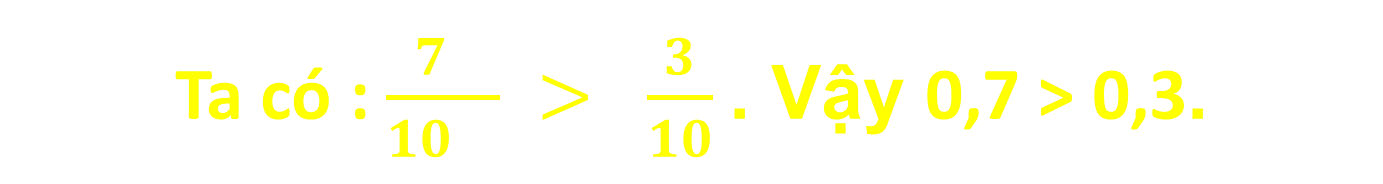 Ta có : 7/10 > 3/10 . Vậy 0,7 > 0,3.